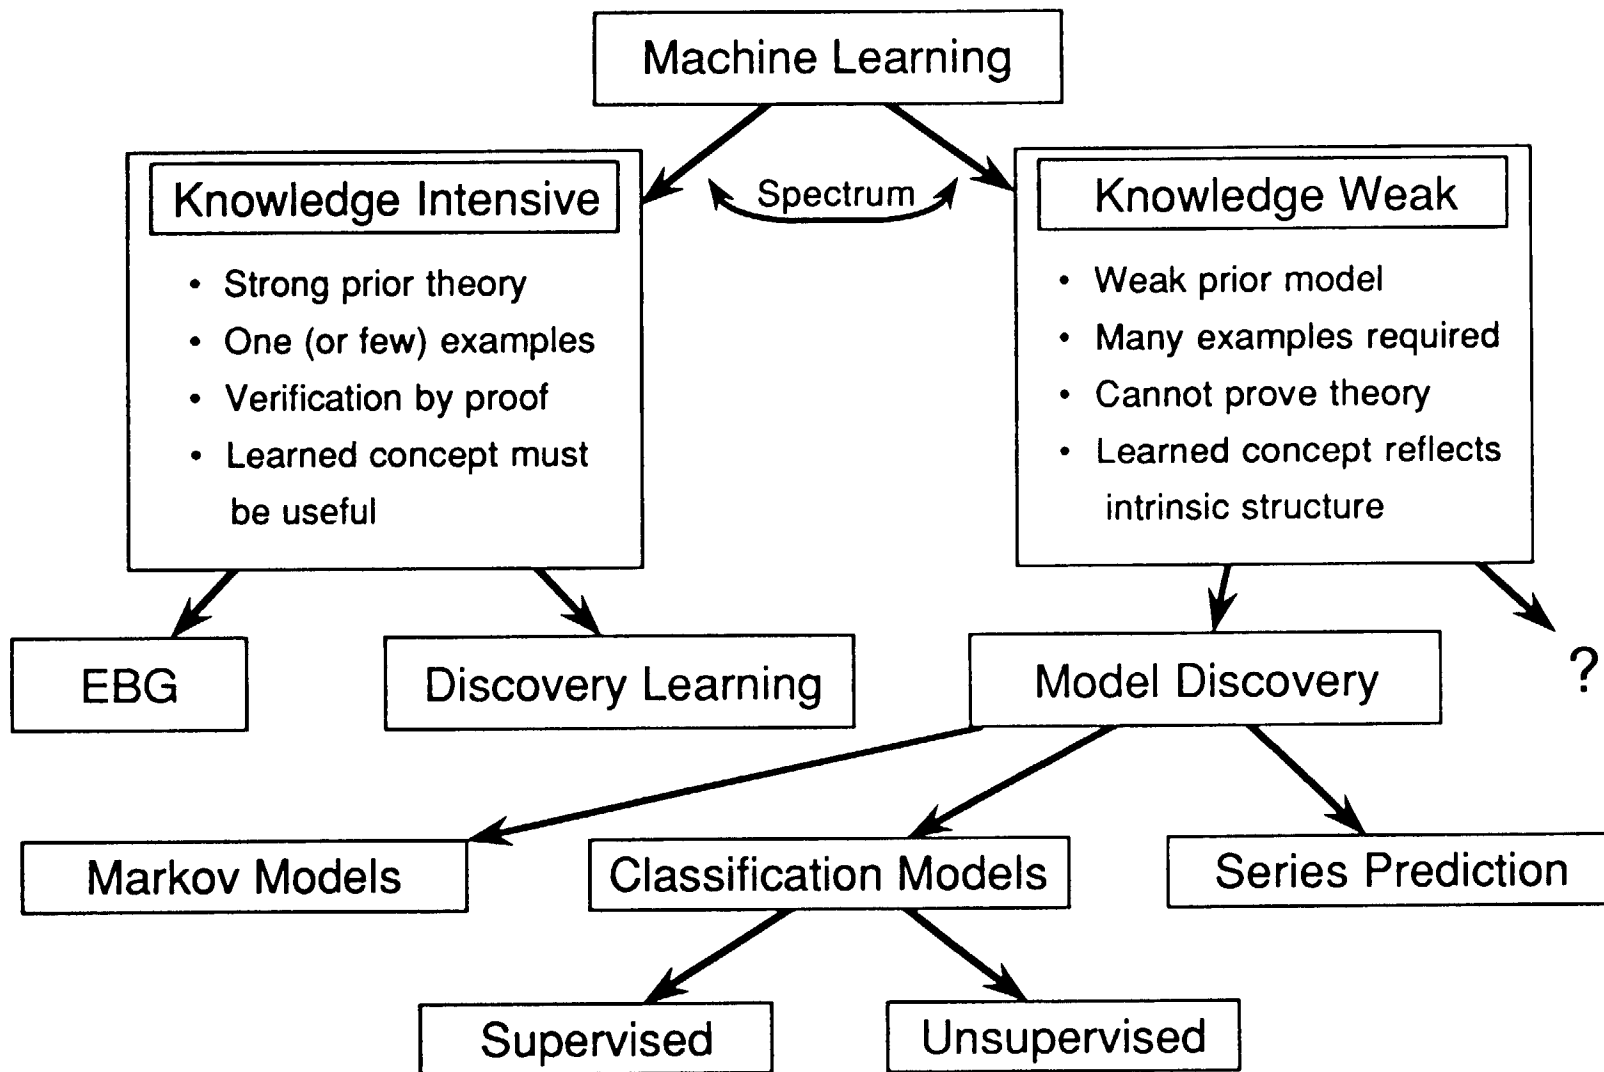 Machine Learning
Spectrum
Knowledge Intensive
• Strong prior theory
• One (or few) examples
• Verification by proof
• Learned concept must
be useful
Knowledge Weak
• Weak prior model
• Many examples required
• Cannot prove theory
• Learned concept reflects
intrinsic structure
EBG
Discovery Learning
Model Discovery
?
Markov Models
Classification Models
Series Prediction
Supervised
Unsupervised